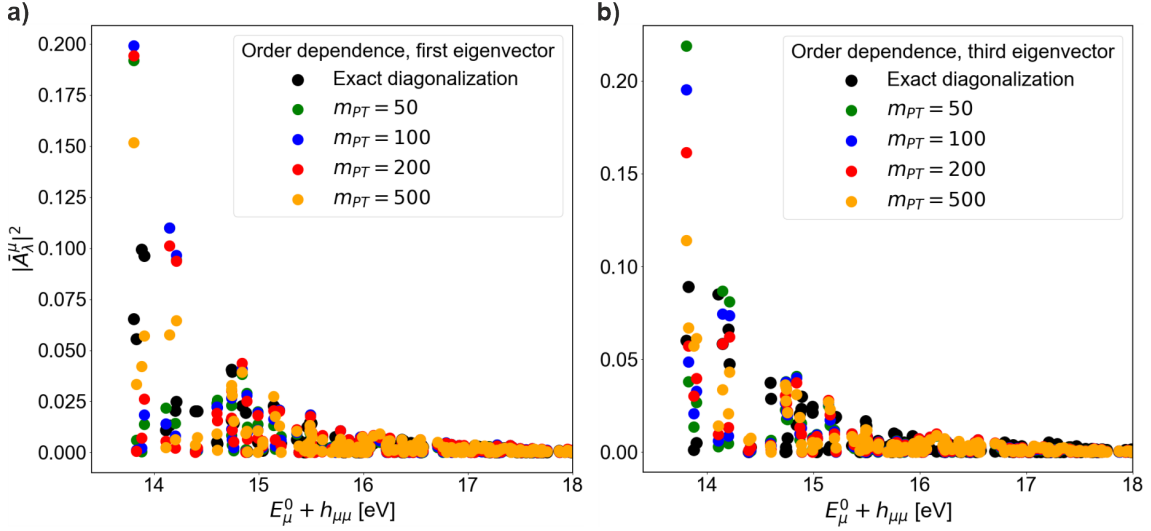 a)
Order dependence, first eigenvector
Exact diagonalization
m_PT = 50
m_PT = 100
m_PT = 200
m_PT = 500
0.200
0.175
0.150
0.125
0.100
0.075
0.050
0.025
0.000
|Ā^μ_λ|²
14 15 16 17 18
E⁰_μ + h_μμ [eV]
b)
Order dependence, third eigenvector
Exact diagonalization
m_PT = 50
m_PT = 100
m_PT = 200
m_PT = 500
0.20
0.15
0.10
0.05
0.00
14 15 16 17 18
E⁰_μ + h_μμ [eV]